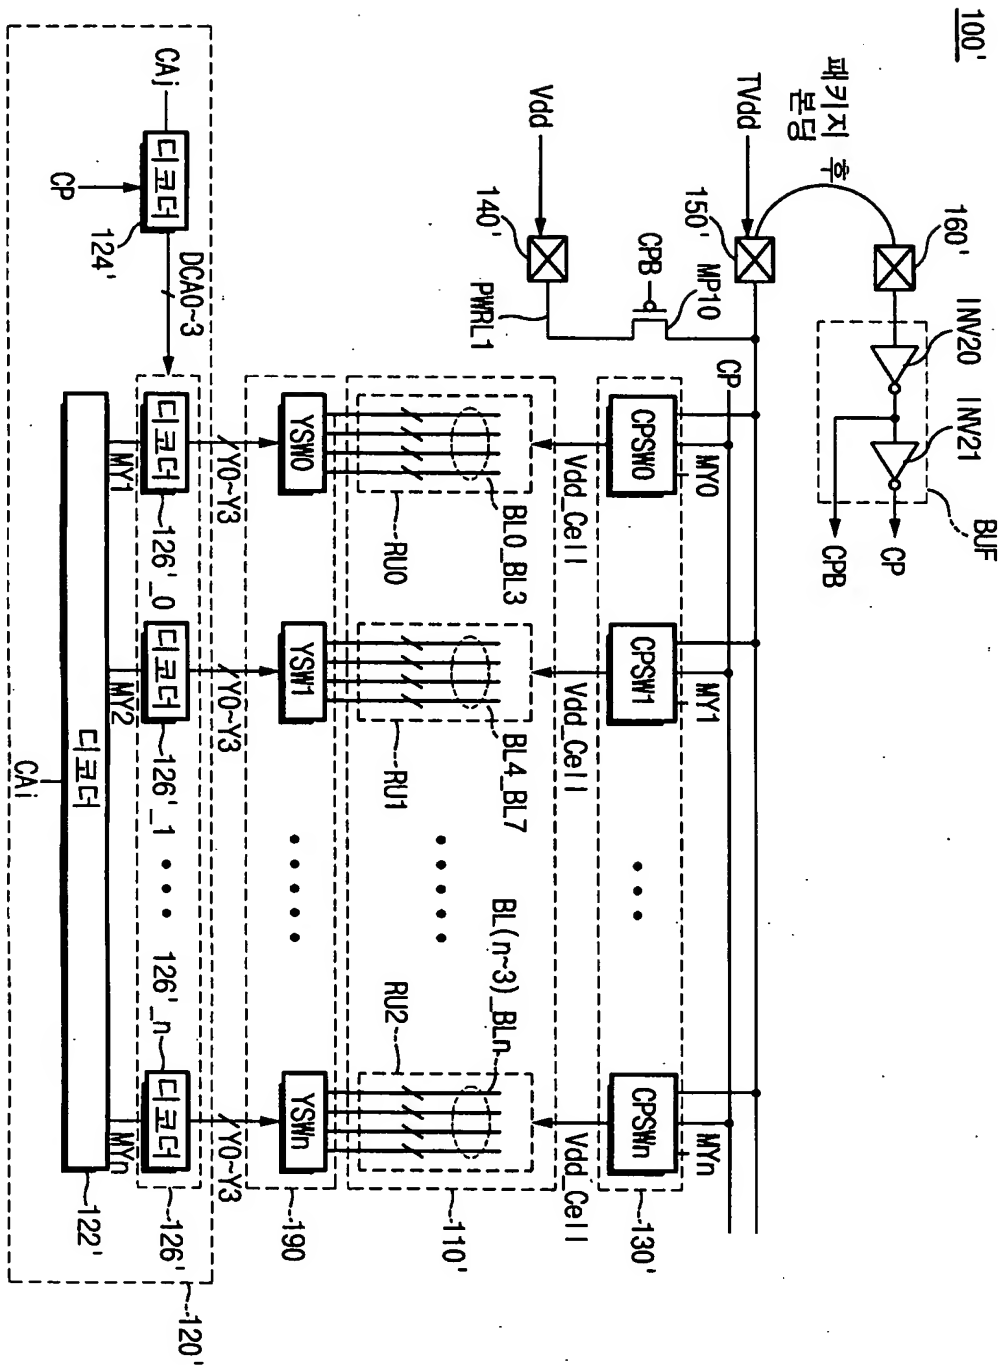 100'
패키지 후
본딩
160'
INV20
INV21
BUF
CP
CPB
TVdd
150'
Vdd
140'
CPB
MP10
PWRL1
CP
CPSW0
MY0
CPSW1
MY1
CPSWn
MYn
130'
Vdd_Cell
Vdd_Cell
Vdd_Cell
BL0_BL3
RU0
BL4_BL7
RU1
BL(n~3)_BLn
RU2
110'
YSW0
YSW1
YSWn
190
Y0~Y3
Y0~Y3
Y0~Y3
CAj
디코더
124'
CP
DCA0~3
디코더
126'_0
디코더
126'_1
126'_n
디코더
126'
MY1
MY2
MYn
디코더
122'
CAi
120'